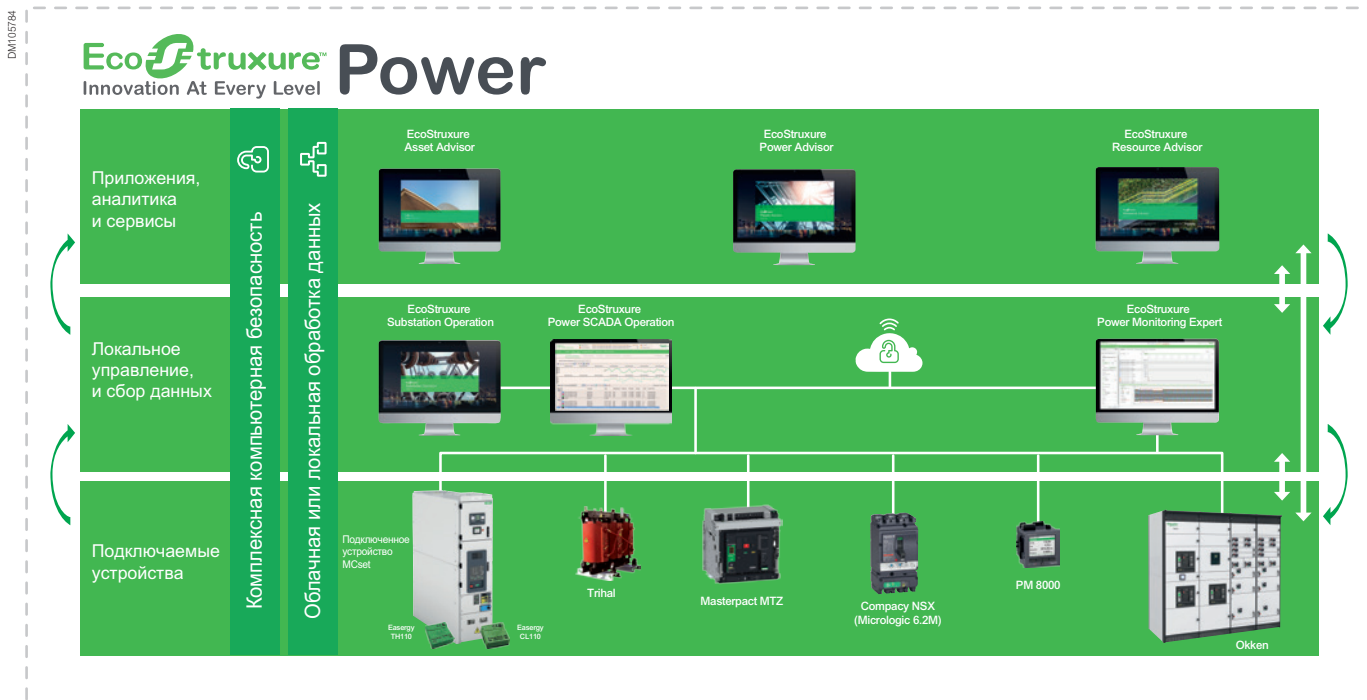 DM105784
EcoStruxure™ Power
Innovation At Every Level
Приложения,
аналитика
и сервисы
Комплексная компьютерная безопасность
Облачная или локальная обработка данных
EcoStruxure
Asset Advisor
EcoStruxure
Power Advisor
EcoStruxure
Resource Advisor
Локальное
управление,
и сбор данных
EcoStruxure
Substation Operation
EcoStruxure
Power SCADA Operation
EcoStruxure
Power Monitoring Expert
Подключаемые
устройства
Подключенное
устройство
MCset
Easergy
TH110
Easergy
CL110
Trihal
Masterpact MTZ
Compacy NSX
(Micrologic 6.2M)
PM 8000
Okken